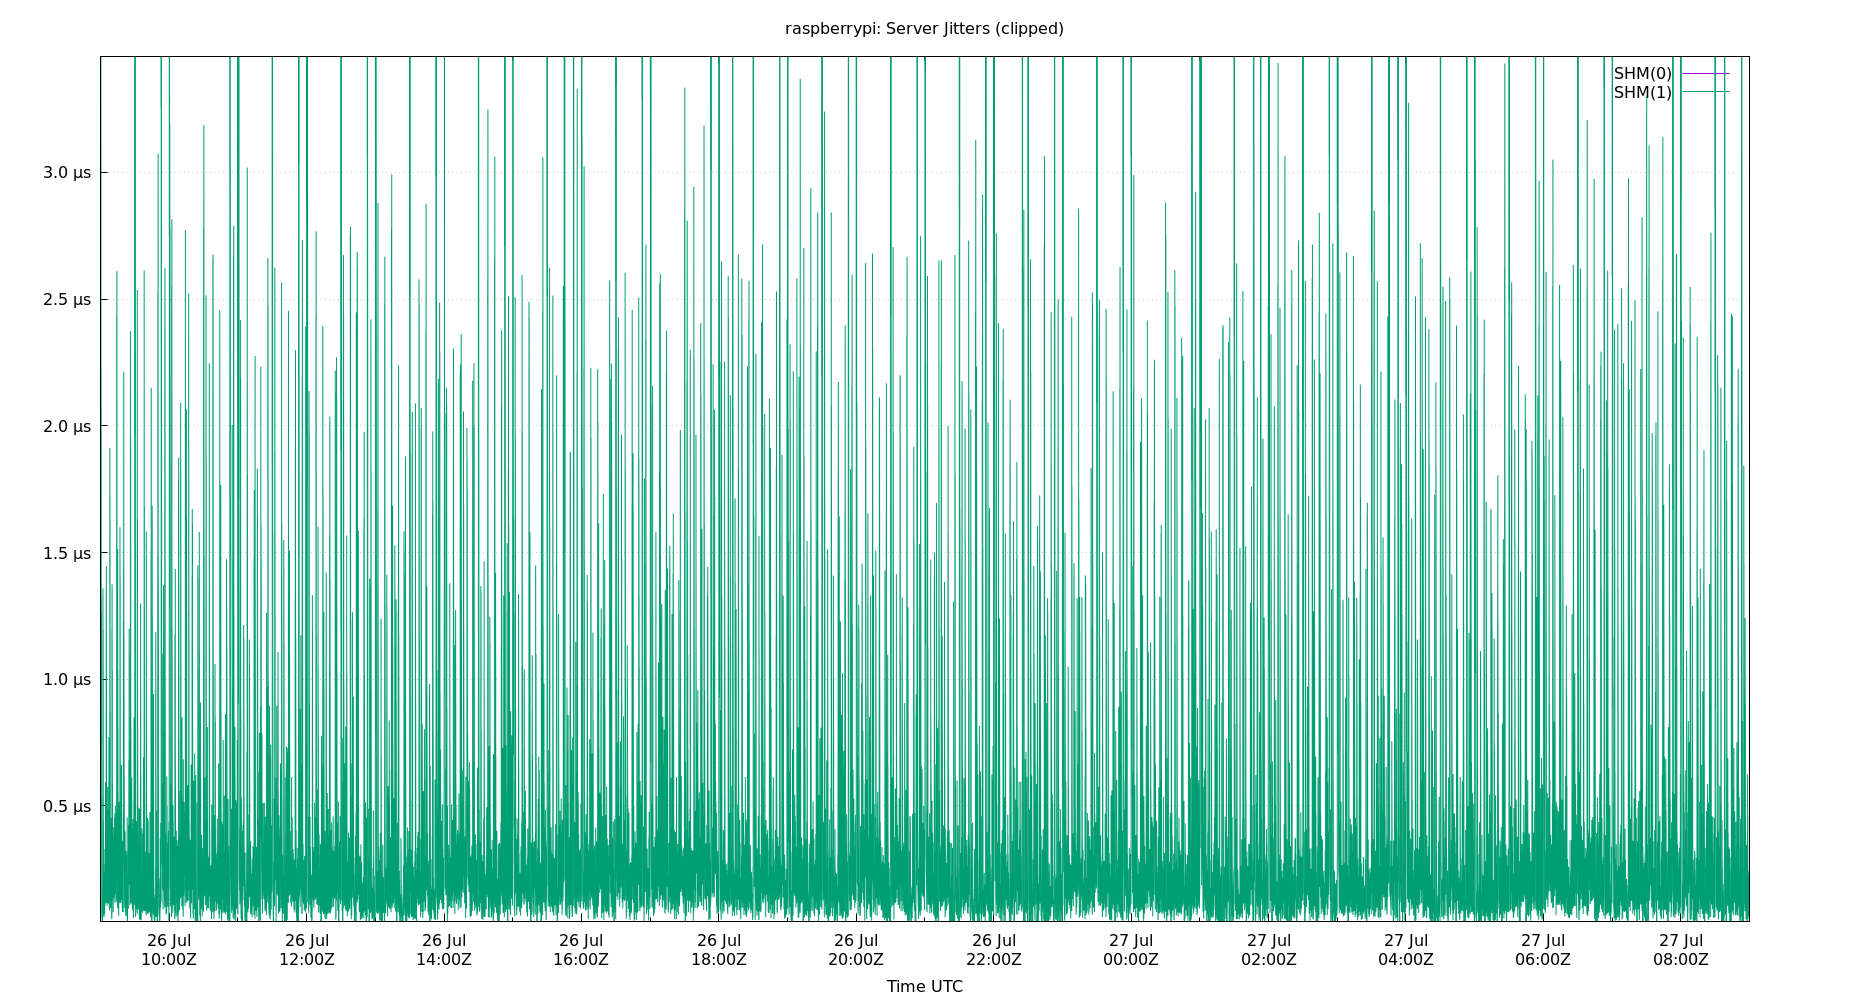 raspberrypi: Server Jitters (clipped)
SHM(0)
SHM(1)
3.0 µs
2.5 µs
2.0 µs
1.5 µs
1.0 µs
0.5 µs
26 Jul 26 Jul 26 Jul 26 Jul 26 Jul 26 Jul 26 Jul 27 Jul 27 Jul 27 Jul 27 Jul 27 Jul
10:00Z 12:00Z 14:00Z 16:00Z 18:00Z 20:00Z 22:00Z 00:00Z 02:00Z 04:00Z 06:00Z 08:00Z
Time UTC